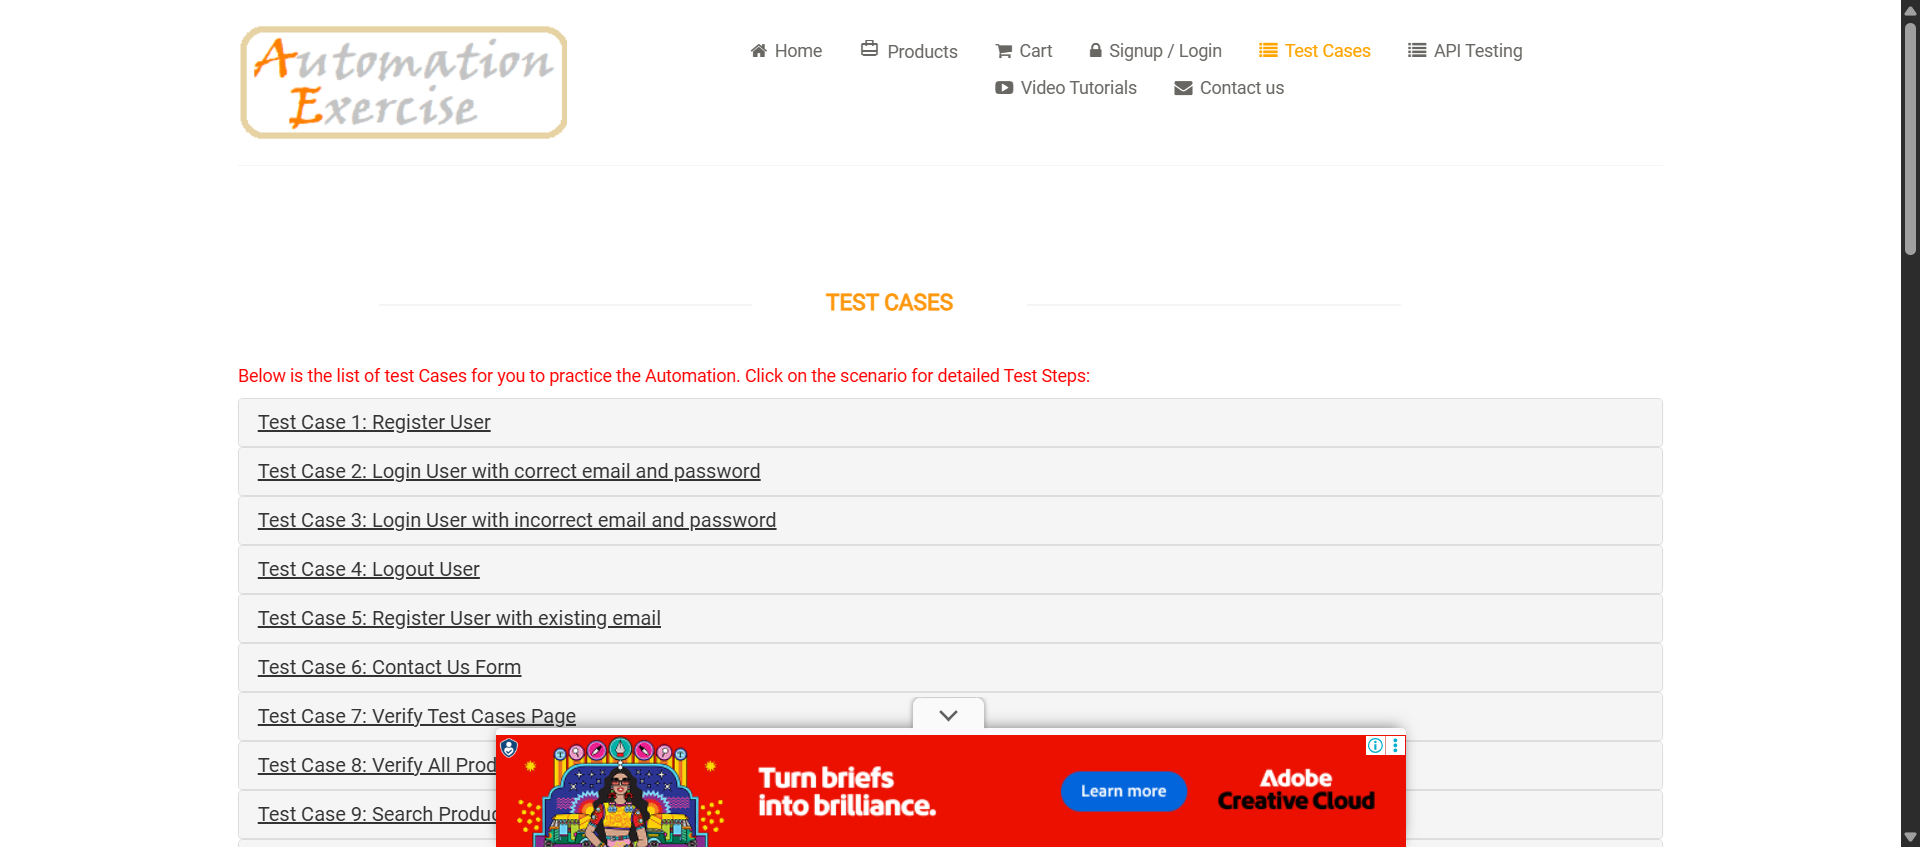 Automation
Exercise
Home
Products
Cart
Signup / Login
Test Cases
API Testing
Video Tutorials
Contact us
TEST CASES
Below is the list of test Cases for you to practice the Automation. Click on the scenario for detailed Test Steps:
Test Case 1: Register User
Test Case 2: Login User with correct email and password
Test Case 3: Login User with incorrect email and password
Test Case 4: Logout User
Test Case 5: Register User with existing email
Test Case 6: Contact Us Form
Test Case 7: Verify Test Cases Page
Test Case 8: Verify All Prod
Test Case 9: Search Produc
Turn briefs
into brilliance.
Learn more
Adobe
Creative Cloud